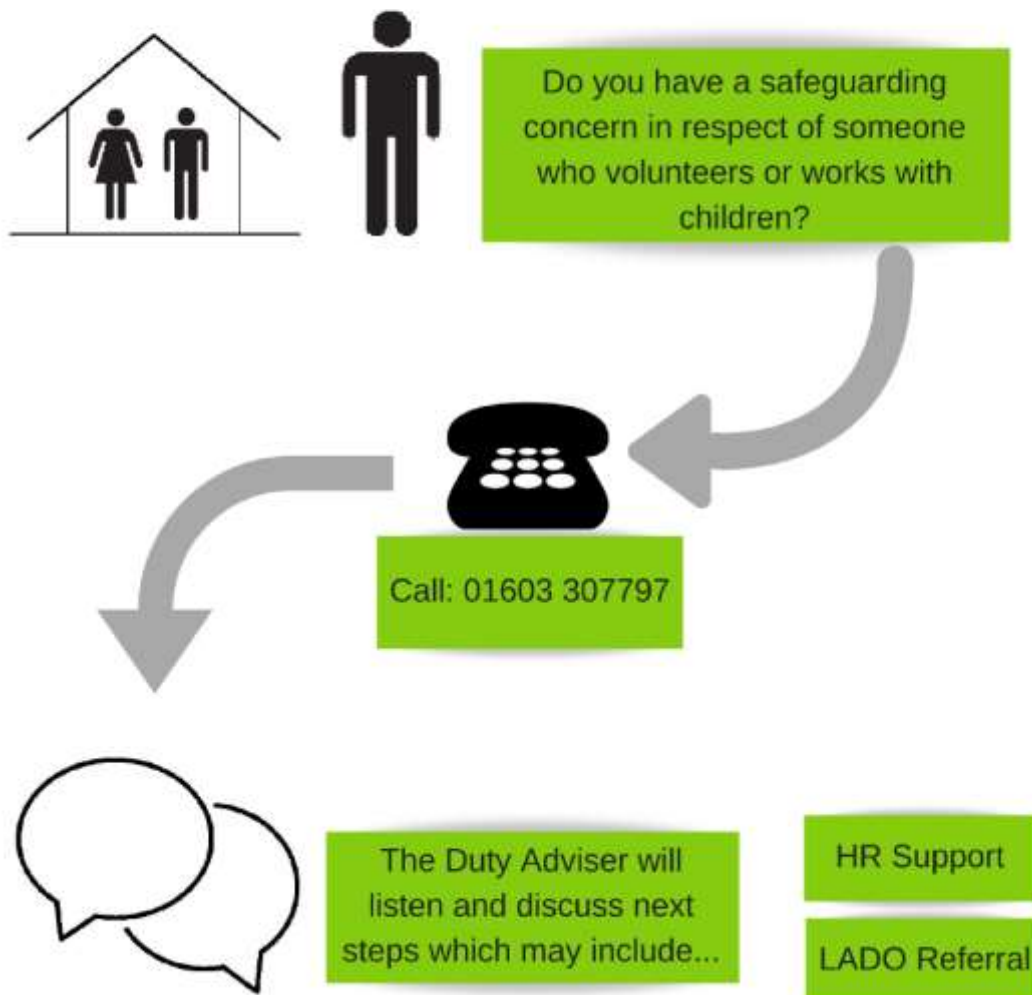 Do you have a safeguarding
concern in respect of someone
who volunteers or works with
children?
Call: 01603 307797
The Duty Adviser will
listen and discuss next
steps which may include...
HR Support
LADO Referral